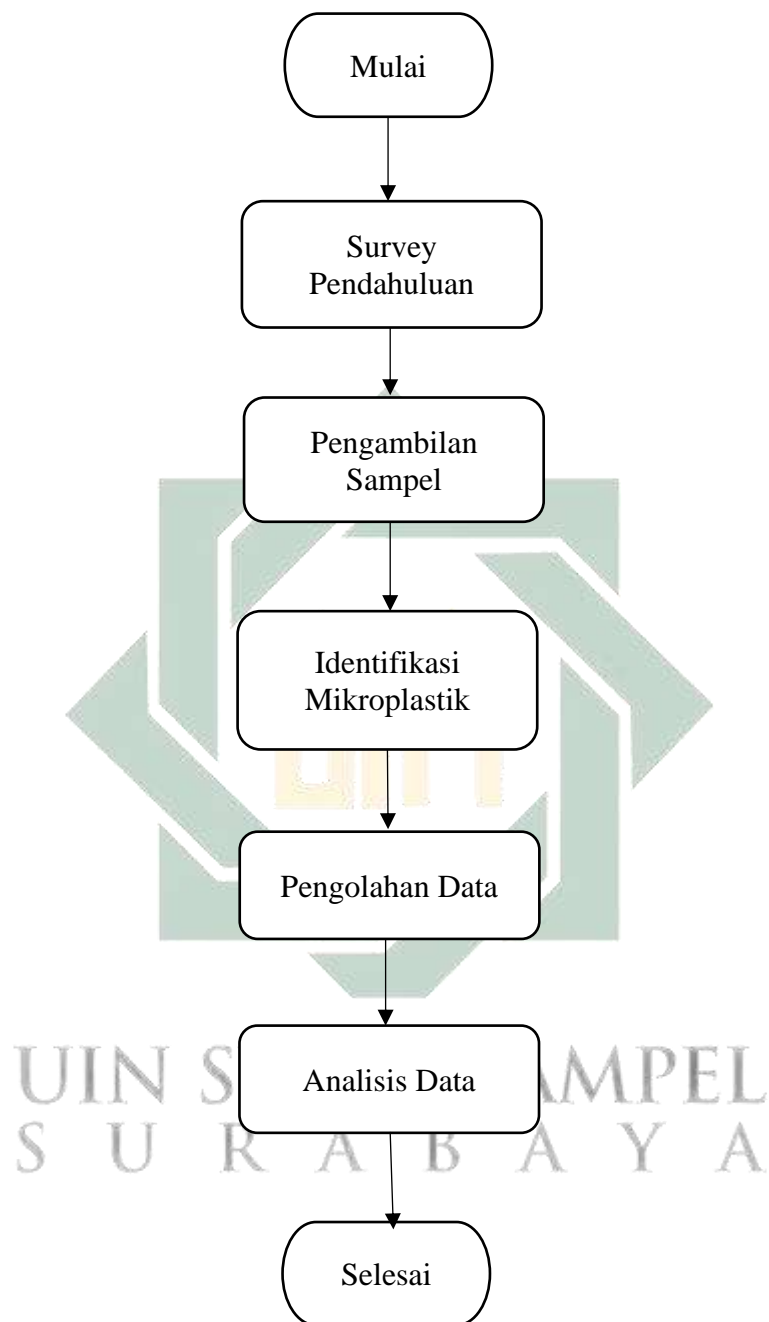 Mulai
Survey
Pendahuluan
Pengambilan
Sampel
Identifikasi
Mikroplastik
Pengolahan Data
Analisis Data
UIN S AMPEL
S U R A B A Y A
Selesai